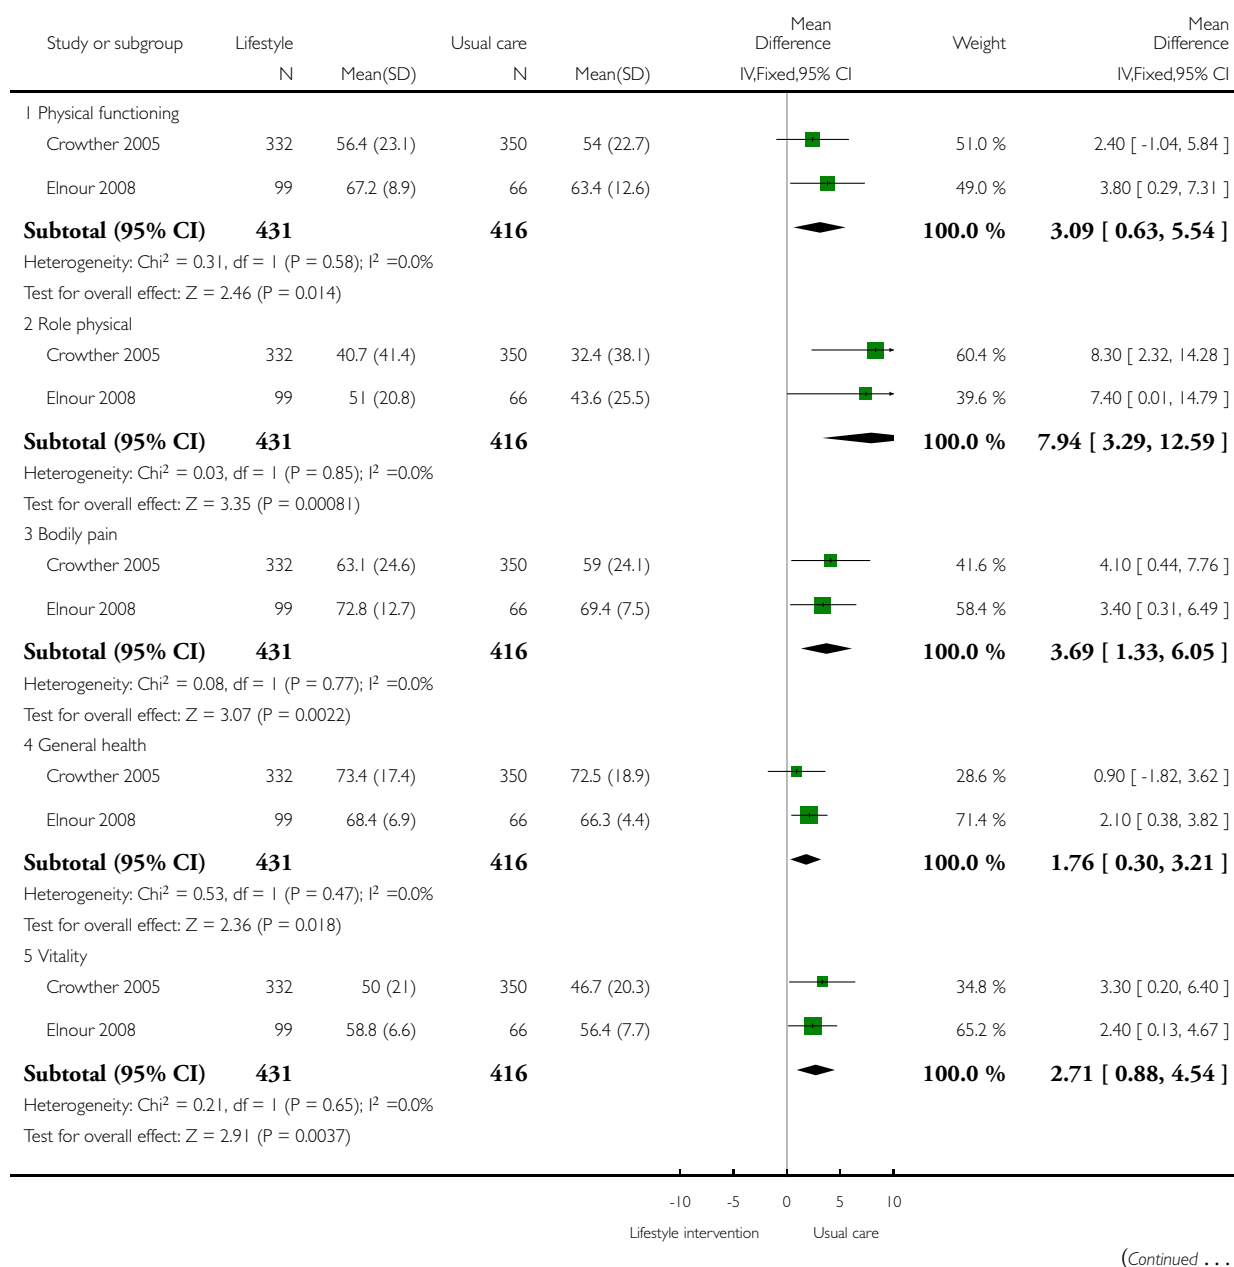 Mean Mean
Study or subgroup Lifestyle Usual care Difference Weight Difference
N Mean(SD) N Mean(SD) IV,Fixed,95% CI IV,Fixed,95% CI
1 Physical functioning
Crowther 2005 332 56.4 (23.1) 350 54 (22.7) 51.0 % 2.40 [ -1.04, 5.84 ]
Elnour 2008 99 67.2 (8.9) 66 63.4 (12.6) 49.0 % 3.80 [ 0.29, 7.31 ]
Subtotal (95% CI) 431 416 100.0 % 3.09 [ 0.63, 5.54 ]
Heterogeneity: Chi² = 0.31, df = 1 (P = 0.58); I² =0.0%
Test for overall effect: Z = 2.46 (P = 0.014)
2 Role physical
Crowther 2005 332 40.7 (41.4) 350 32.4 (38.1) 60.4 % 8.30 [ 2.32, 14.28 ]
Elnour 2008 99 51 (20.8) 66 43.6 (25.5) 39.6 % 7.40 [ 0.01, 14.79 ]
Subtotal (95% CI) 431 416 100.0 % 7.94 [ 3.29, 12.59 ]
Heterogeneity: Chi² = 0.03, df = 1 (P = 0.85); I² =0.0%
Test for overall effect: Z = 3.35 (P = 0.00081)
3 Bodily pain
Crowther 2005 332 63.1 (24.6) 350 59 (24.1) 41.6 % 4.10 [ 0.44, 7.76 ]
Elnour 2008 99 72.8 (12.7) 66 69.4 (7.5) 58.4 % 3.40 [ 0.31, 6.49 ]
Subtotal (95% CI) 431 416 100.0 % 3.69 [ 1.33, 6.05 ]
Heterogeneity: Chi² = 0.08, df = 1 (P = 0.77); I² =0.0%
Test for overall effect: Z = 3.07 (P = 0.0022)
4 General health
Crowther 2005 332 73.4 (17.4) 350 72.5 (18.9) 28.6 % 0.90 [ -1.82, 3.62 ]
Elnour 2008 99 68.4 (6.9) 66 66.3 (4.4) 71.4 % 2.10 [ 0.38, 3.82 ]
Subtotal (95% CI) 431 416 100.0 % 1.76 [ 0.30, 3.21 ]
Heterogeneity: Chi² = 0.53, df = 1 (P = 0.47); I² =0.0%
Test for overall effect: Z = 2.36 (P = 0.018)
5 Vitality
Crowther 2005 332 50 (21) 350 46.7 (20.3) 34.8 % 3.30 [ 0.20, 6.40 ]
Elnour 2008 99 58.8 (6.6) 66 56.4 (7.7) 65.2 % 2.40 [ 0.13, 4.67 ]
Subtotal (95% CI) 431 416 100.0 % 2.71 [ 0.88, 4.54 ]
Heterogeneity: Chi² = 0.21, df = 1 (P = 0.65); I² =0.0%
Test for overall effect: Z = 2.91 (P = 0.0037)
-10 -5 0 5 10
Lifestyle intervention Usual care
(Continued . . .